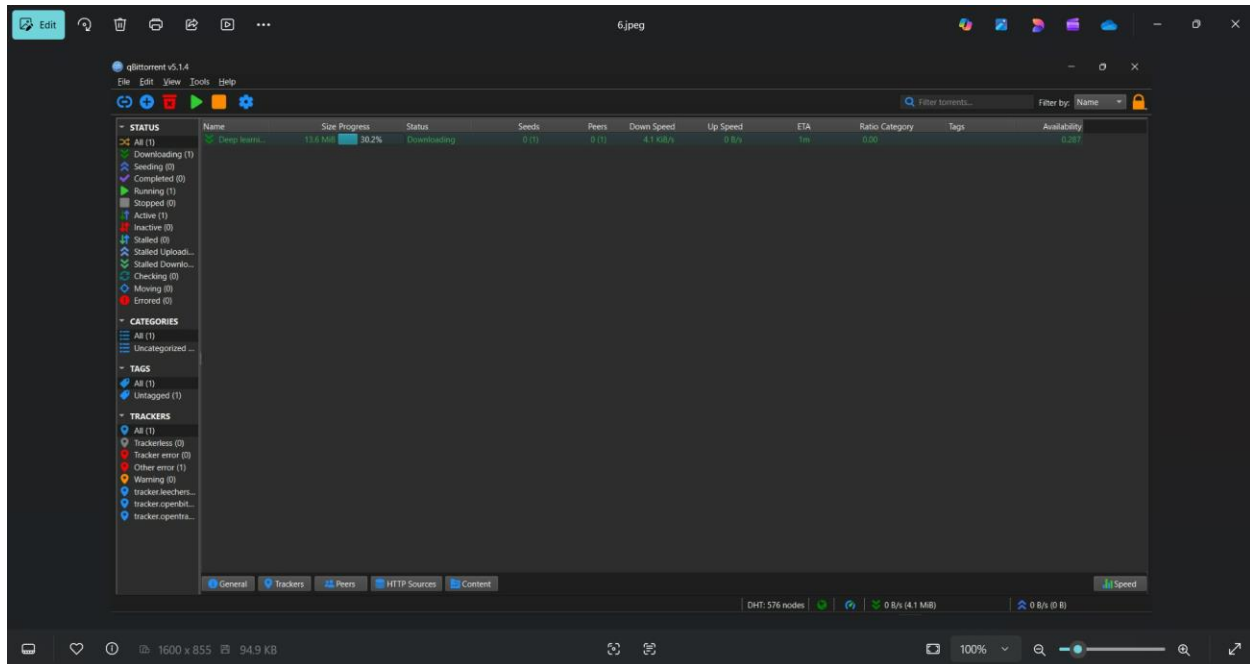 Edit
6.jpeg
qBittorrent v5.1.4
File Edit View Tools Help
Filter torrents...
Filter by: Name
STATUS
All (1)
Downloading (1)
Seeding (0)
Completed (0)
Running (1)
Stopped (0)
Active (1)
Inactive (0)
Stalled (0)
Stalled Uploadi...
Stalled Downlo...
Checking (0)
Moving (0)
Errored (0)
CATEGORIES
All (1)
Uncategorized ...
TAGS
All (1)
Untagged (1)
TRACKERS
All (1)
Trackerless (0)
Tracker error (0)
Other error (1)
Warning (0)
tracker.leechers...
tracker.openbit...
tracker.opentra...
Name Size Progress Status Seeds Peers Down Speed Up Speed ETA Ratio Category Tags Availability
Deep learni... 13.6 MiB 30.2% Downloading 0 (1) 0 (1) 4.1 KiB/s 0 B/s 1m 0.00 0.287
General Trackers Peers HTTP Sources Content Speed
DHT: 576 nodes 0 B/s (4.1 MiB) 0 B/s (0 B)
1600 x 855 94.9 KB 100%